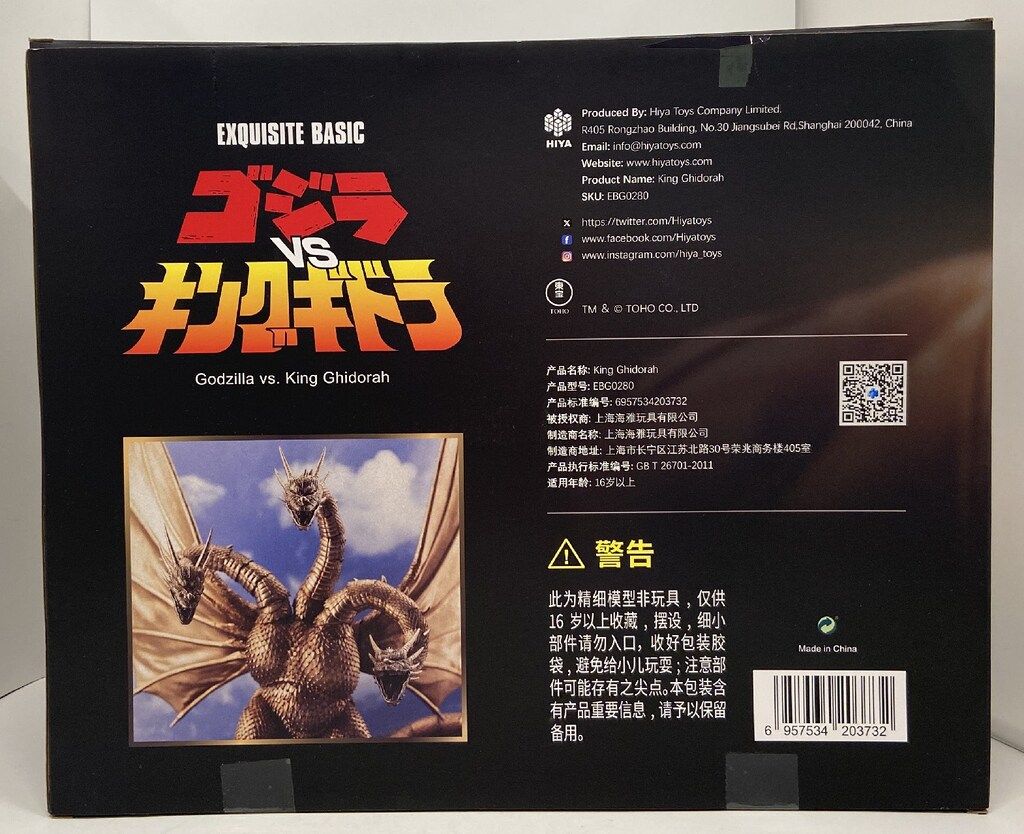 EXQUISITE BASIC
ゴジラ
VS
キングギドラ
Godzilla vs. King Ghidorah
HIYA
Produced By: Hiya Toys Company Limited.
R405 Rongzhao Building, No.30 Jiangsubei Rd,Shanghai 200042, China
Email: info@hiyatoys.com
Website: www.hiyatoys.com
Product Name: King Ghidorah
SKU: EBG0280
X https://twitter.com/Hiyatoys
f www.facebook.com/Hiyatoys
www.instagram.com/hiya_toys
東宝
TOHO
TM & © TOHO CO., LTD
产品名称: King Ghidorah
产品型号: EBG0280
产品标准编号: 6957534203732
被授权商: 上海海雅玩具有限公司
制造商名称: 上海海雅玩具有限公司
制造商地址: 上海市长宁区江苏北路30号荣兆商务楼405室
产品执行标准编号: GB T 26701-2011
适用年龄: 16岁以上
警告
此为精细模型非玩具，仅供
16 岁以上收藏，摆设，细小
部件请勿入口，收好包装胶
袋，避免给小儿玩耍；注意部
件可能存有之尖点。本包装含
有产品重要信息，请予以保留
备用。
Made in China
6 957534 203732